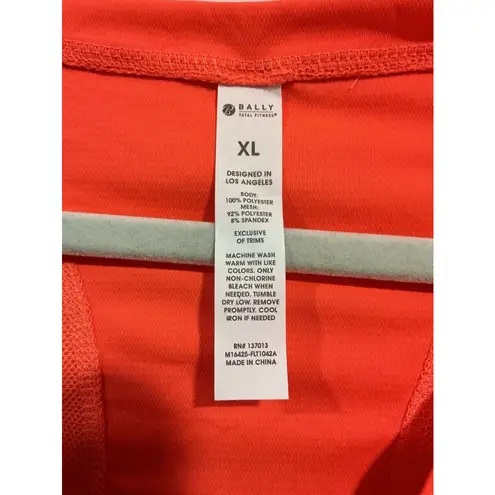 BALLY
TOTAL FITNESS®
XL
DESIGNED IN
LOS ANGELES
BODY:
100% POLYESTER
MESH:
92% POLYESTER
8% SPANDEX
EXCLUSIVE
OF TRIMS
MACHINE WASH
WARM WITH LIKE
COLORS. ONLY
NON-CHLORINE
BLEACH WHEN
NEEDED. TUMBLE
DRY LOW. REMOVE
PROMPTLY. COOL
IRON IF NEEDED
RN# 137013
M16425-FLT1042A
MADE IN CHINA